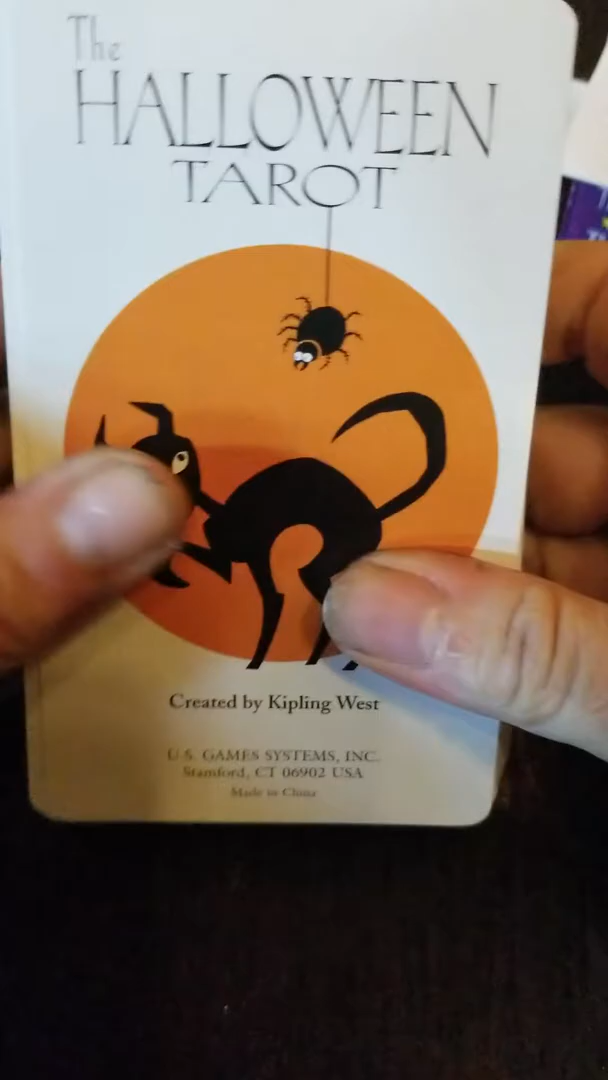 The
HALLOWEEN
TAROT
Created by Kipling West
U.S. GAMES SYSTEMS, INC.
Stamford, CT 06902 USA
Made in China